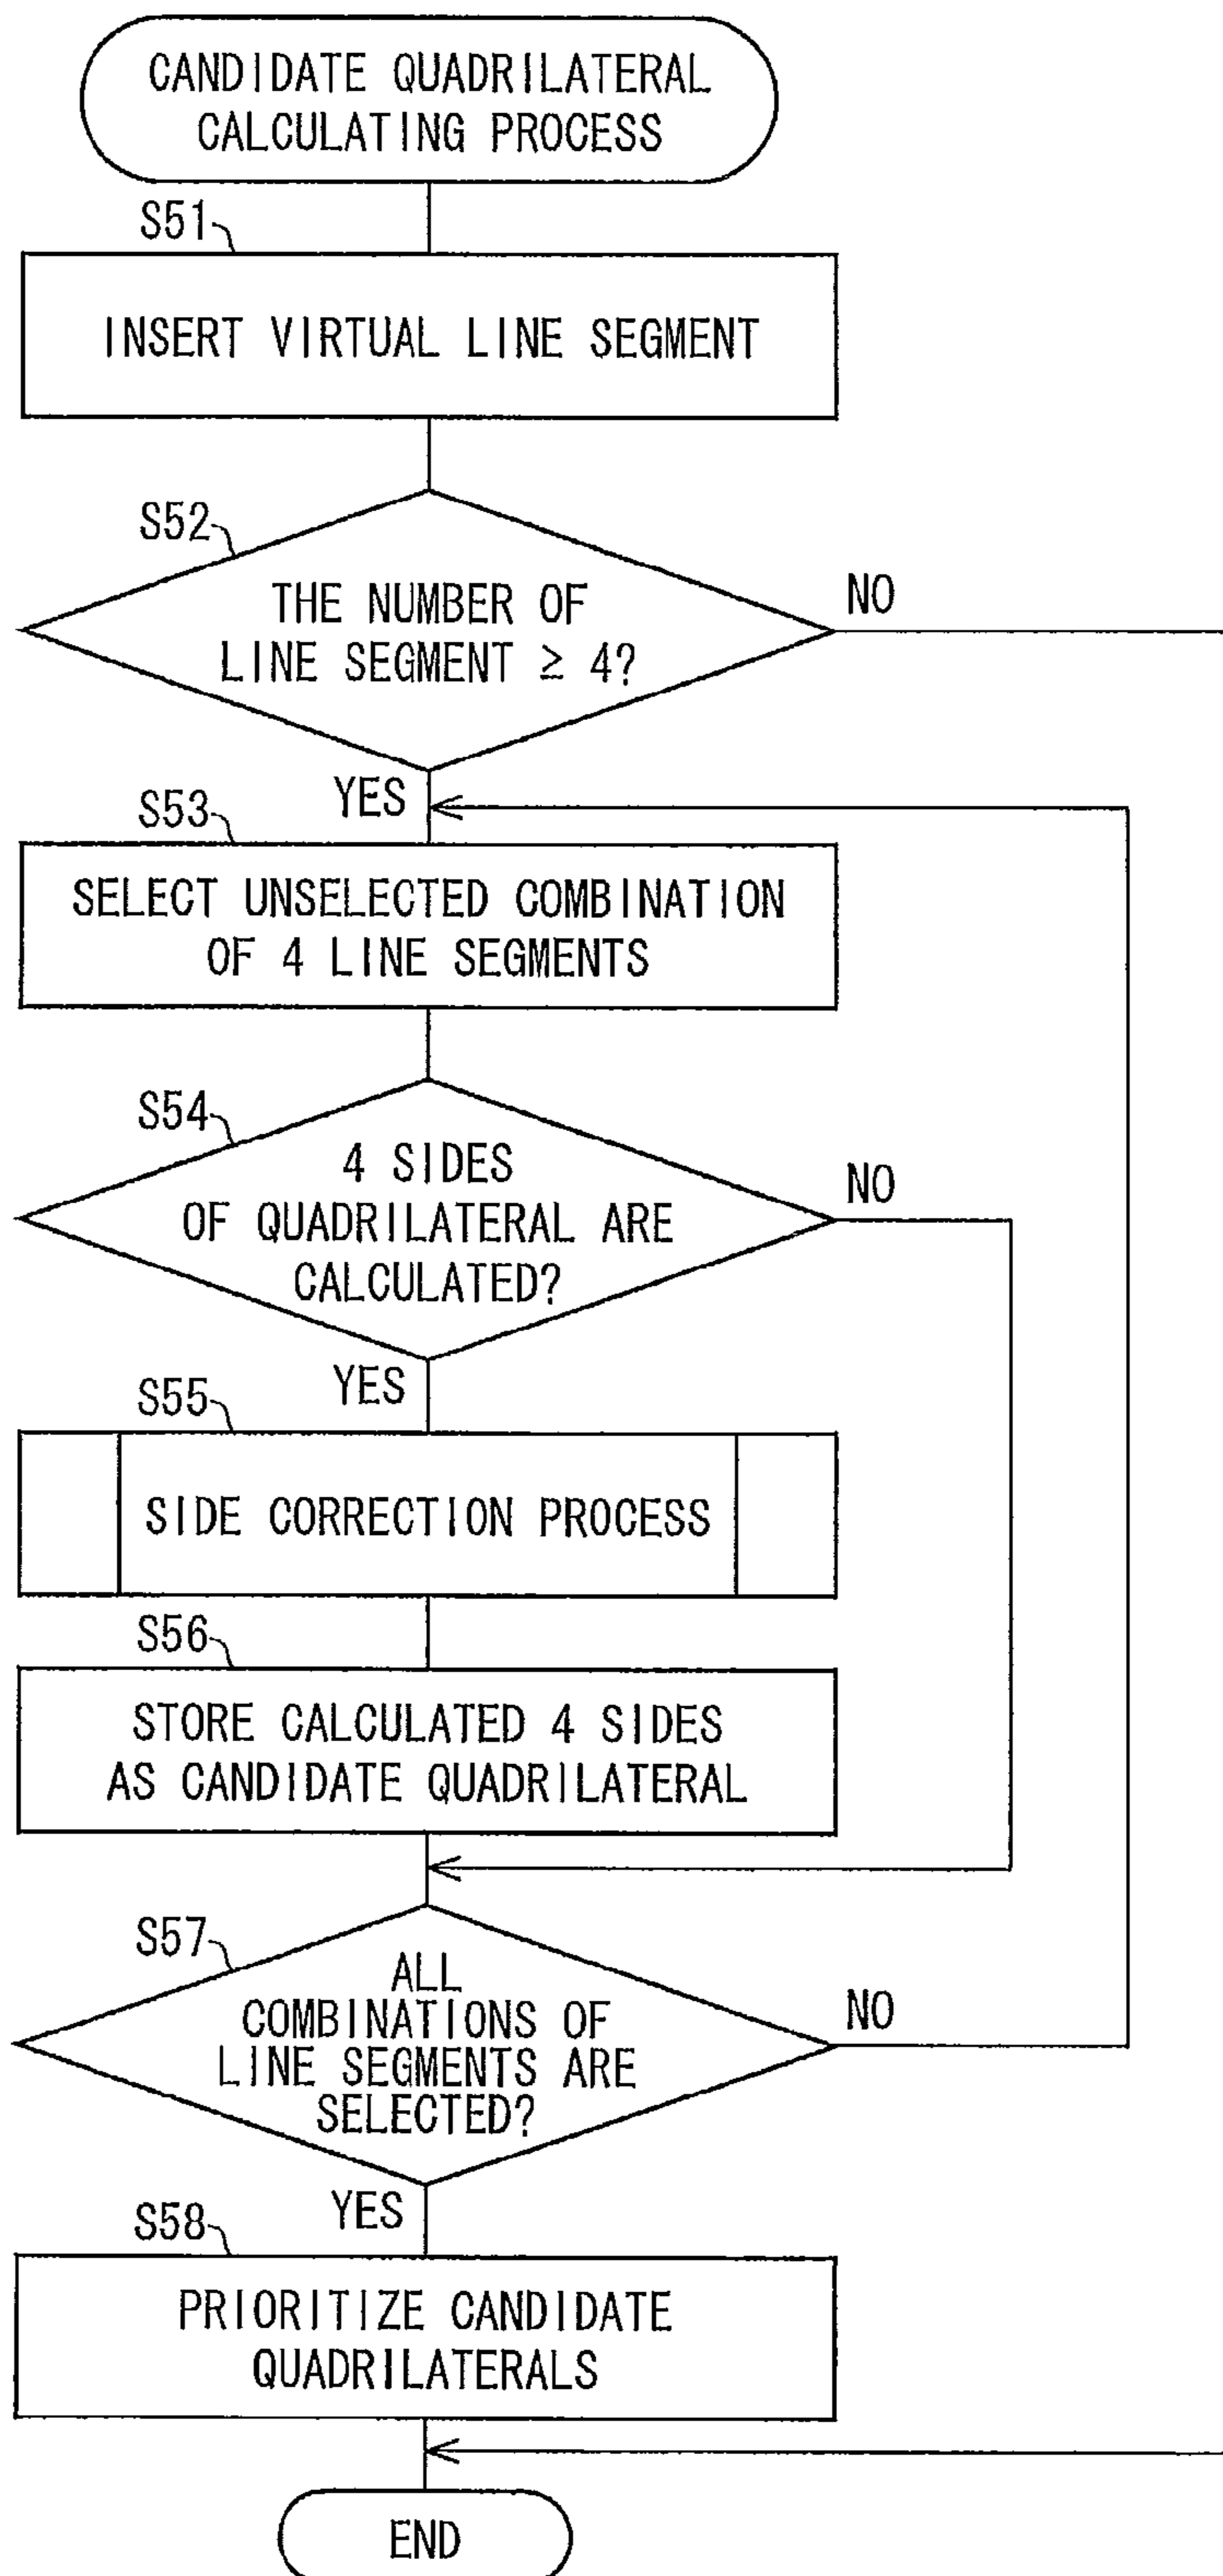 CANDIDATE QUADRILATERAL
CALCULATING PROCESS
S51
INSERT VIRTUAL LINE SEGMENT
S52
THE NUMBER OF
LINE SEGMENT ≥ 4?
NO
YES
S53
SELECT UNSELECTED COMBINATION
OF 4 LINE SEGMENTS
S54
4 SIDES
OF QUADRILATERAL ARE
CALCULATED?
NO
YES
S55
SIDE CORRECTION PROCESS
S56
STORE CALCULATED 4 SIDES
AS CANDIDATE QUADRILATERAL
S57
ALL
COMBINATIONS OF
LINE SEGMENTS ARE
SELECTED?
NO
YES
S58
PRIORITIZE CANDIDATE
QUADRILATERALS
END